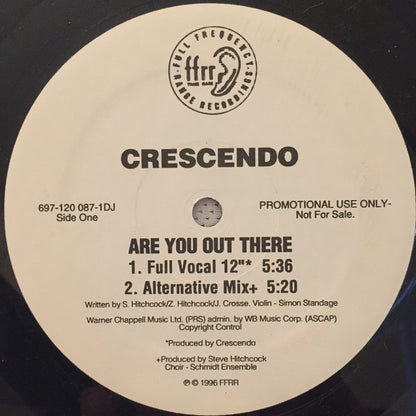 FULL FREQUENCY
RANGE RECORDINGS
ffrr
CRESCENDO
697-120 087-1DJ
Side One
PROMOTIONAL USE ONLY-
Not For Sale.
ARE YOU OUT THERE
1. Full Vocal 12"* 5:36
2. Alternative Mix+ 5:20
Written by S. Hitchcock/Z. Hitchcock/J. Crosse. Violin - Simon Standage
Warner Chappell Music Ltd. (PRS) admin. by WB Music Corp. (ASCAP)
Copyright Control
*Produced by Crescendo
+Produced by Steve Hitchcock
Choir - Schmidt Ensemble
℗ © 1996 FFRR